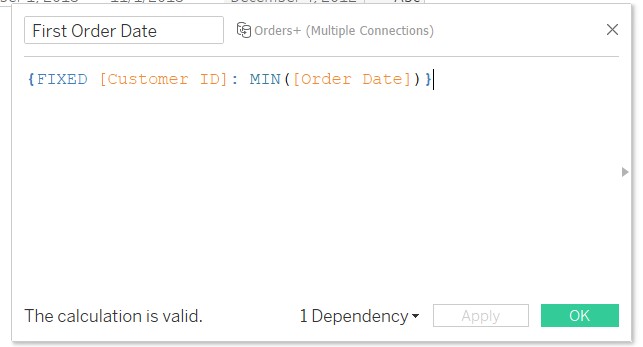 First Order Date
Orders+ (Multiple Connections)
{FIXED [Customer ID]: MIN([Order Date])}
The calculation is valid.
1 Dependency
Apply
OK